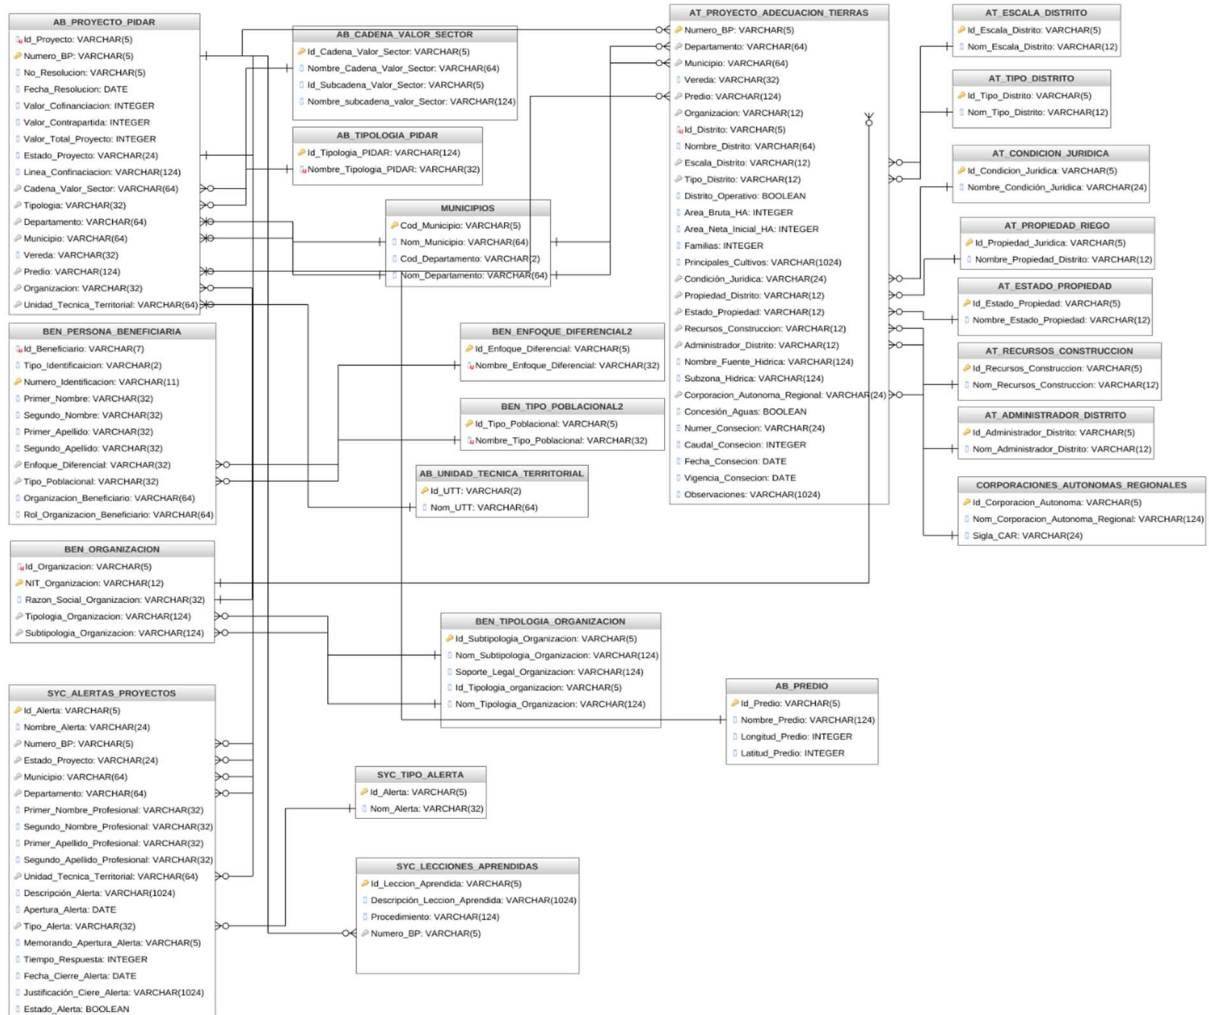 AB_PROYECTO_PIDAR
Id_Proyecto: VARCHAR(5)
Numero_BP: VARCHAR(5)
No_Resolucion: VARCHAR(5)
Fecha_Resolucion: DATE
Valor_Cofinanciacion: INTEGER
Valor_Contrapartida: INTEGER
Valor_Total_Proyecto: INTEGER
Estado_Proyecto: VARCHAR(24)
Linea_Confinaciacion: VARCHAR(124)
Cadena_Valor_Sector: VARCHAR(64)
Tipologia: VARCHAR(32)
Departamento: VARCHAR(64)
Municipio: VARCHAR(64)
Vereda: VARCHAR(32)
Predio: VARCHAR(124)
Organizacion: VARCHAR(32)
Unidad_Tecnica_Territorial: VARCHAR(64)
AB_CADENA_VALOR_SECTOR
Id_Cadena_Valor_Sector: VARCHAR(5)
Nombre_Cadena_Valor_Sector: VARCHAR(64)
Id_Subcadena_Valor_Sector: VARCHAR(5)
Nombre_subcadena_valor_Sector: VARCHAR(124)
AB_TIPOLOGIA_PIDAR
Id_Tipologia_PIDAR: VARCHAR(124)
Nombre_Tipologia_PIDAR: VARCHAR(32)
MUNICIPIOS
Cod_Municipio: VARCHAR(5)
Nom_Municipio: VARCHAR(64)
Cod_Departamento: VARCHAR(2)
Nom_Departamento: VARCHAR(64)
AT_PROYECTO_ADECUACION_TIERRAS
Numero_BP: VARCHAR(5)
Departamento: VARCHAR(64)
Municipio: VARCHAR(64)
Vereda: VARCHAR(32)
Predio: VARCHAR(124)
Organizacion: VARCHAR(12)
Id_Distrito: VARCHAR(5)
Nombre_Distrito: VARCHAR(64)
Escala_Distrito: VARCHAR(12)
Tipo_Distrito: VARCHAR(12)
Distrito_Operativo: BOOLEAN
Area_Bruta_HA: INTEGER
Area_Neta_Inicial_HA: INTEGER
Familias: INTEGER
Principales_Cultivos: VARCHAR(1024)
Condición_Juridica: VARCHAR(24)
Propiedad_Distrito: VARCHAR(12)
Estado_Propiedad: VARCHAR(12)
Recursos_Construccion: VARCHAR(12)
Administrador_Distrito: VARCHAR(12)
Nombre_Fuente_Hidrica: VARCHAR(124)
Subzona_Hidrica: VARCHAR(124)
Corporacion_Autonoma_Regional: VARCHAR(24)
Concesión_Aguas: BOOLEAN
Numer_Consecion: VARCHAR(24)
Caudal_Consecion: INTEGER
Fecha_Consecion: DATE
Vigencia_Consecion: DATE
Observaciones: VARCHAR(1024)
AT_ESCALA_DISTRITO
Id_Escala_Distrito: VARCHAR(5)
Nom_Escala_Distrito: VARCHAR(12)
AT_TIPO_DISTRITO
Id_Tipo_Distrito: VARCHAR(5)
Nom_Tipo_Distrito: VARCHAR(12)
AT_CONDICION_JURIDICA
Id_Condicion_Juridica: VARCHAR(5)
Nombre_Condición_Juridica: VARCHAR(24)
AT_PROPIEDAD_RIEGO
Id_Propiedad_Juridica: VARCHAR(5)
Nombre_Propiedad_Distrito: VARCHAR(12)
AT_ESTADO_PROPIEDAD
Id_Estado_Propiedad: VARCHAR(5)
Nombre_Estado_Propiedad: VARCHAR(12)
AT_RECURSOS_CONSTRUCCION
Id_Recursos_Construccion: VARCHAR(5)
Nom_Recursos_Construccion: VARCHAR(12)
AT_ADMINISTRADOR_DISTRITO
Id_Administrador_Distrito: VARCHAR(5)
Nom_Administrador_Distrito: VARCHAR(12)
CORPORACIONES_AUTONOMAS_REGIONALES
Id_Corporacion_Autonoma: VARCHAR(5)
Nom_Corporacion_Autonoma_Regional: VARCHAR(124)
Sigla_CAR: VARCHAR(24)
BEN_PERSONA_BENEFICIARIA
Id_Beneficiario: VARCHAR(7)
Tipo_Identificaicion: VARCHAR(2)
Numero_Identificacion: VARCHAR(11)
Primer_Nombre: VARCHAR(32)
Segundo_Nombre: VARCHAR(32)
Primer_Apellido: VARCHAR(32)
Segundo_Apellido: VARCHAR(32)
Enfoque_Diferencial: VARCHAR(32)
Tipo_Poblacional: VARCHAR(32)
Organizacion_Beneficiario: VARCHAR(64)
Rol_Organizacion_Beneficiario: VARCHAR(64)
BEN_ENFOQUE_DIFERENCIAL2
Id_Enfoque_Diferencial: VARCHAR(5)
Nombre_Enfoque_Diferencial: VARCHAR(32)
BEN_TIPO_POBLACIONAL2
Id_Tipo_Poblacional: VARCHAR(5)
Nombre_Tipo_Poblacional: VARCHAR(32)
AB_UNIDAD_TECNICA_TERRITORIAL
Id_UTT: VARCHAR(2)
Nom_UTT: VARCHAR(64)
BEN_ORGANIZACION
Id_Organizacion: VARCHAR(5)
NIT_Organizacion: VARCHAR(12)
Razon_Social_Organizacion: VARCHAR(32)
Tipologia_Organizacion: VARCHAR(124)
Subtipologia_Organizacion: VARCHAR(124)
BEN_TIPOLOGIA_ORGANIZACION
Id_Subtipologia_Organizacion: VARCHAR(5)
Nom_Subtipologia_Organizacion: VARCHAR(124)
Soporte_Legal_Organizacion: VARCHAR(124)
Id_Tipologia_organizacion: VARCHAR(5)
Nom_Tipologia_Organizacion: VARCHAR(124)
AB_PREDIO
Id_Predio: VARCHAR(5)
Nombre_Predio: VARCHAR(124)
Longitud_Predio: INTEGER
Latitud_Predio: INTEGER
SYC_ALERTAS_PROYECTOS
Id_Alerta: VARCHAR(5)
Nombre_Alerta: VARCHAR(24)
Numero_BP: VARCHAR(5)
Estado_Proyecto: VARCHAR(24)
Municipio: VARCHAR(64)
Departamento: VARCHAR(64)
Primer_Nombre_Profesional: VARCHAR(32)
Segundo_Nombre_Profesional: VARCHAR(32)
Primer_Apellido_Profesional: VARCHAR(32)
Segundo_Apellido_Profesional: VARCHAR(32)
Unidad_Tecnica_Territorial: VARCHAR(64)
Descripción_Alerta: VARCHAR(1024)
Apertura_Alerta: DATE
Tipo_Alerta: VARCHAR(32)
Memorando_Apertura_Alerta: VARCHAR(5)
Tiempo_Respuesta: INTEGER
Fecha_Cierre_Alerta: DATE
Justificación_Ciere_Alerta: VARCHAR(1024)
Estado_Alerta: BOOLEAN
SYC_TIPO_ALERTA
Id_Alerta: VARCHAR(5)
Nom_Alerta: VARCHAR(32)
SYC_LECCIONES_APRENDIDAS
Id_Leccion_Aprendida: VARCHAR(5)
Descripción_Leccion_Aprendida: VARCHAR(1024)
Procedimiento: VARCHAR(124)
Numero_BP: VARCHAR(5)